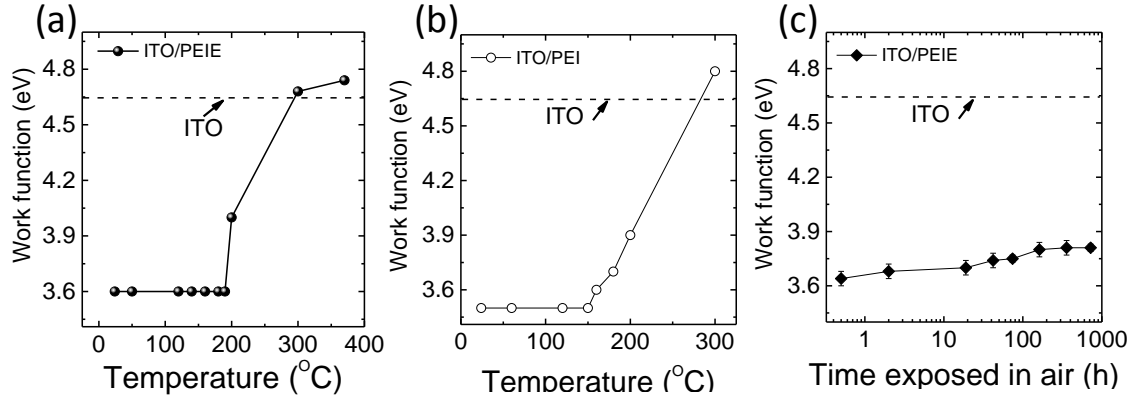 (a)
ITO/PEIE
4.8
4.5
4.2
3.9
3.6
ITO
Work function (eV)
0 100 200 300 400
Temperature (°C)
(b)
ITO/PEI
4.8
4.5
4.2
3.9
3.6
ITO
Work function (eV)
0 100 200 300
Temperature (°C)
(c)
ITO/PEIE
4.8
4.5
4.2
3.9
3.6
ITO
Work function (eV)
1 10 100 1000
Time exposed in air (h)